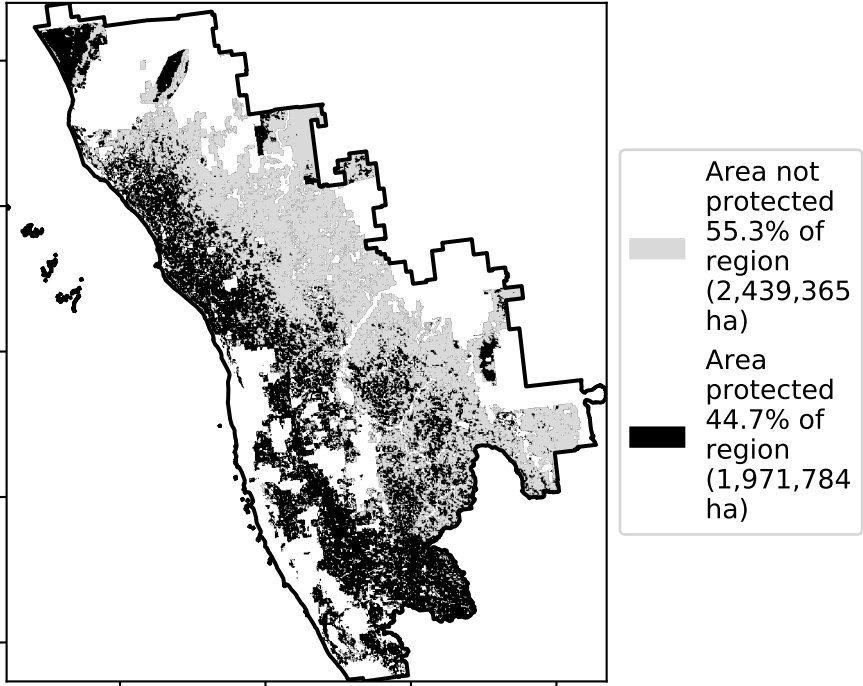 Area not
protected
55.3% of
region
(2,439,365
ha)
Area
protected
44.7% of
region
(1,971,784
ha)